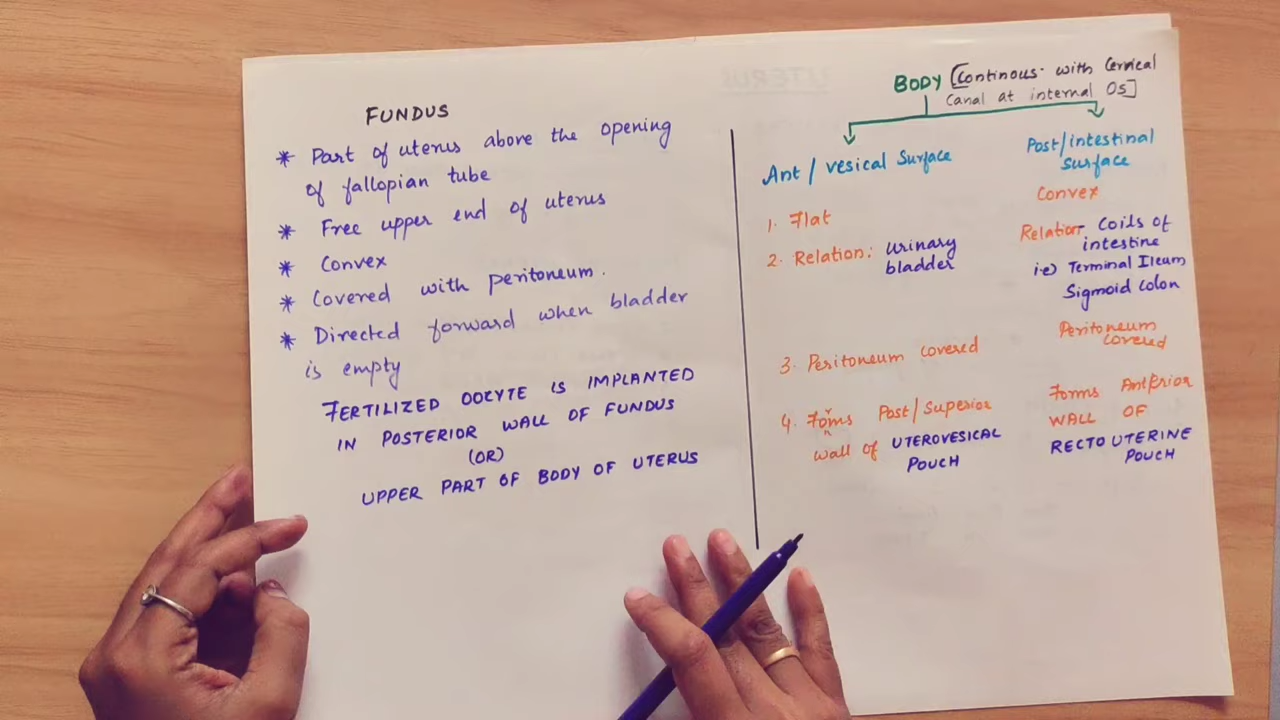 FUNDUS
* Part of uterus above the opening
of fallopian tube
* Free upper end of uterus
* Convex
* Covered with peritoneum.
* Directed forward when bladder
is empty
FERTILIZED OOCYTE IS IMPLANTED
IN POSTERIOR WALL OF FUNDUS
(OR)
UPPER PART OF BODY OF UTERUS
BODY [Continous with Cervical
Canal at internal OS]
Ant / vesical Surface
1. Flat
2. Relation: urinary
bladder
3. Peritoneum covered
4. Forms Post/Superior
wall of UTEROVESICAL
POUCH
Post/intestinal
surface
Convex
Relation - Coils of
intestine
i.e) Terminal Ileum
Sigmoid colon
Peritoneum
covered
Forms Anterior
WALL OF
RECTO UTERINE
POUCH
UTERUS